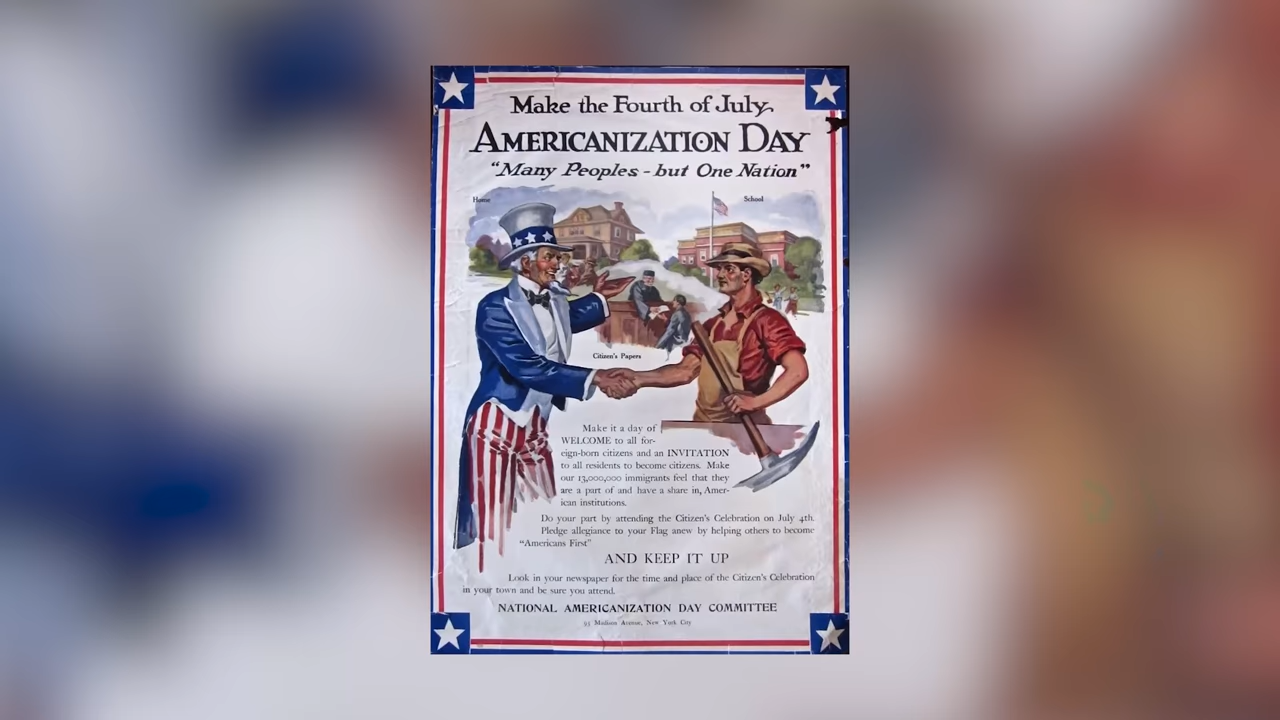 Make the Fourth of July,
AMERICANIZATION DAY
"Many Peoples - but One Nation"
Home
School
Citizen's Papers
Make it a day of
WELCOME to all for-
eign-born citizens and an INVITATION
to all residents to become citizens. Make
our 13,000,000 immigrants feel that they
are a part of and have a share in, Amer-
ican institutions.
Do your part by attending the Citizen's Celebration on July 4th.
Pledge allegiance to your Flag anew by helping others to become
"Americans First"
AND KEEP IT UP
Look in your newspaper for the time and place of the Citizen's Celebration
in your town and be sure you attend.
NATIONAL AMERICANIZATION DAY COMMITTEE
95 Madison Avenue, New York City